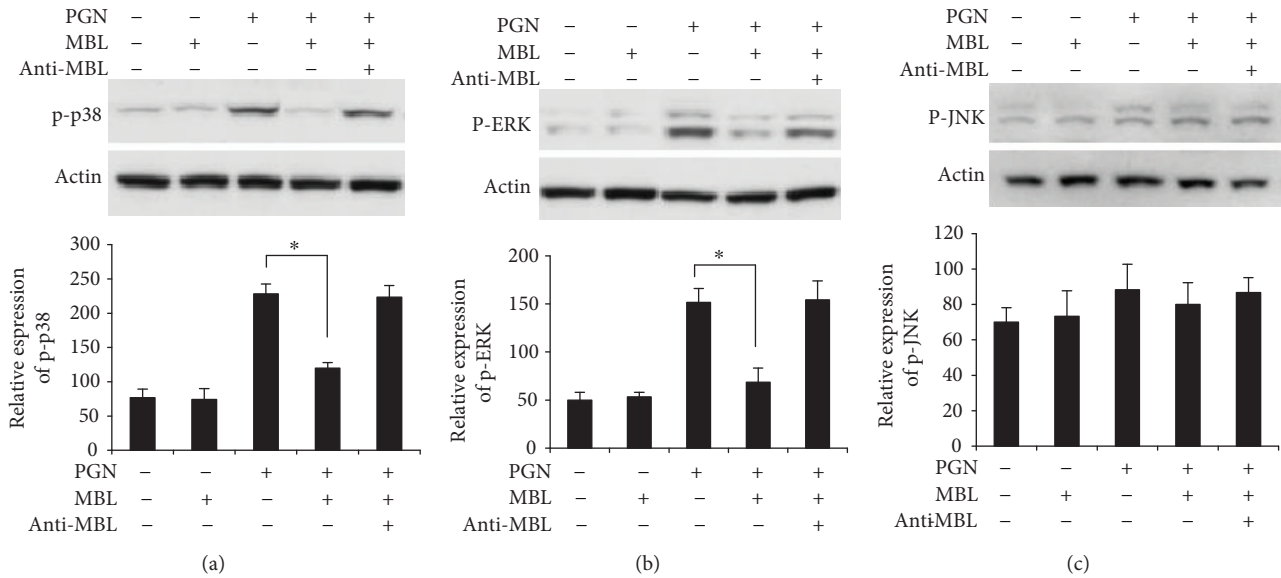 PGN – – + + +
MBL – + – + +
Anti-MBL – – – – +
p-p38
Actin
Relative espression
of p-p38
300
250
200
150
100
50
0
*
PGN – – + + +
MBL – + – + +
Anti-MBL – – – – +
(a)
PGN – – + + +
MBL – + – + +
Anti-MBL – – – – +
P-ERK
Actin
Relative expression
of p-ERK
200
150
100
50
0
*
PGN – – + + +
MBL – + – + +
Anti-MBL – – – – +
(b)
PGN – – + + +
MBL – + – + +
Anti-MBL – – – – +
P-JNK
Actin
Relative expression
of p-JNK
120
100
80
60
40
20
0
PGN – – + + +
MBL – + – + +
Anti-MBL – – – – +
(c)